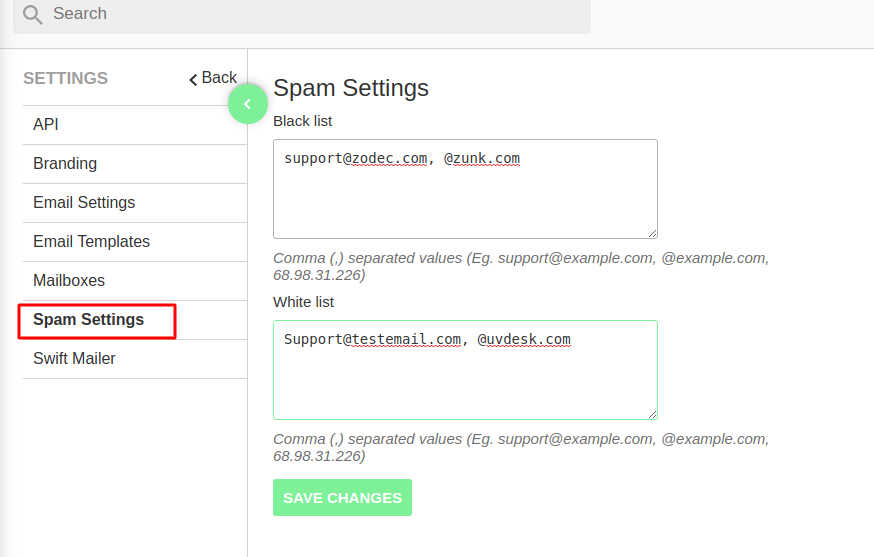 Search
SETTINGS
Back
API
Branding
Email Settings
Email Templates
Mailboxes
Spam Settings
Swift Mailer
Spam Settings
Black list
support@zodec.com, @zunk.com
Comma (,) separated values (Eg. support@example.com, @example.com,
68.98.31.226)
White list
Support@testemail.com, @uvdesk.com
Comma (,) separated values (Eg. support@example.com, @example.com,
68.98.31.226)
SAVE CHANGES